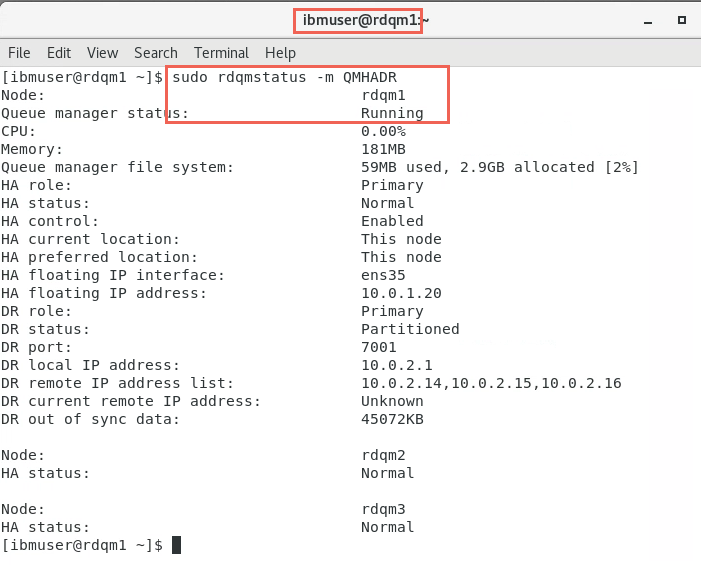 ibmuser@rdqm1:~
File Edit View Search Terminal Help
[ibmuser@rdqm1 ~]$ sudo rdqmstatus -m QMHADR
Node: rdqm1
Queue manager status: Running
CPU: 0.00%
Memory: 181MB
Queue manager file system: 59MB used, 2.9GB allocated [2%]
HA role: Primary
HA status: Normal
HA control: Enabled
HA current location: This node
HA preferred location: This node
HA floating IP interface: ens35
HA floating IP address: 10.0.1.20
DR role: Primary
DR status: Partitioned
DR port: 7001
DR local IP address: 10.0.2.1
DR remote IP address list: 10.0.2.14,10.0.2.15,10.0.2.16
DR current remote IP address: Unknown
DR out of sync data: 45072KB
Node: rdqm2
HA status: Normal
Node: rdqm3
HA status: Normal
[ibmuser@rdqm1 ~]$